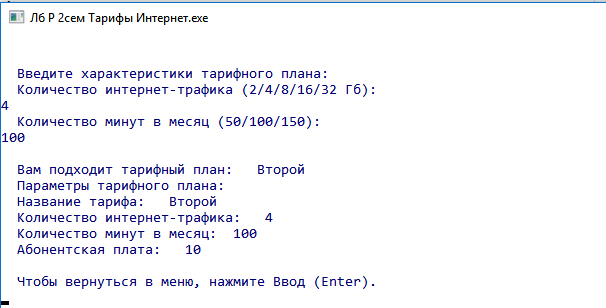 Л6 Р 2сем Тарифы Интернет.exe
Введите характеристики тарифного плана:
Количество интернет-трафика (2/4/8/16/32 Гб):
4
Количество минут в месяц (50/100/150):
100
Вам подходит тарифный план:   Второй
Параметры тарифного плана:
Название тарифа:   Второй
Количество интернет-трафика:   4
Количество минут в месяц:  100
Абонентская плата:   10
Чтобы вернуться в меню, нажмите Ввод (Enter).